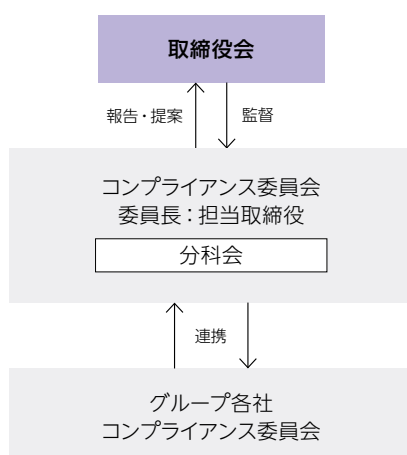 取締役会
報告・提案
監督
コンプライアンス委員会
委員長：担当取締役
分科会
連携
グループ各社
コンプライアンス委員会